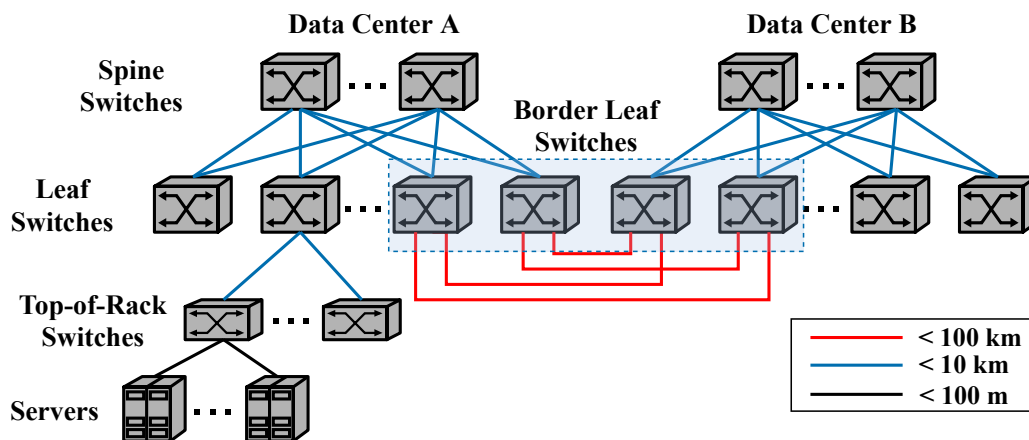 Data Center A
Data Center B
Spine
Switches
Border Leaf
Switches
Leaf
Switches
Top-of-Rack
Switches
Servers
< 100 km
< 10 km
< 100 m